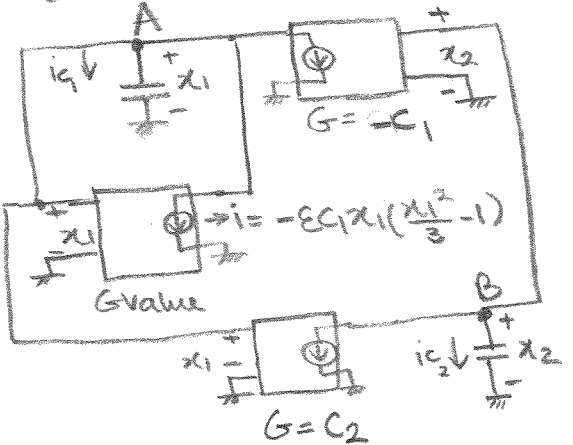 A
+
iC₁ ↓
x₁
-
+
x₂
-
G = -C₁
+
x₁
-
→ i = -εC₁x₁(x₁²/3 - 1)
Gvalue
B
+
x₁
-
iC₂ ↓
+
x₂
-
G = C₂